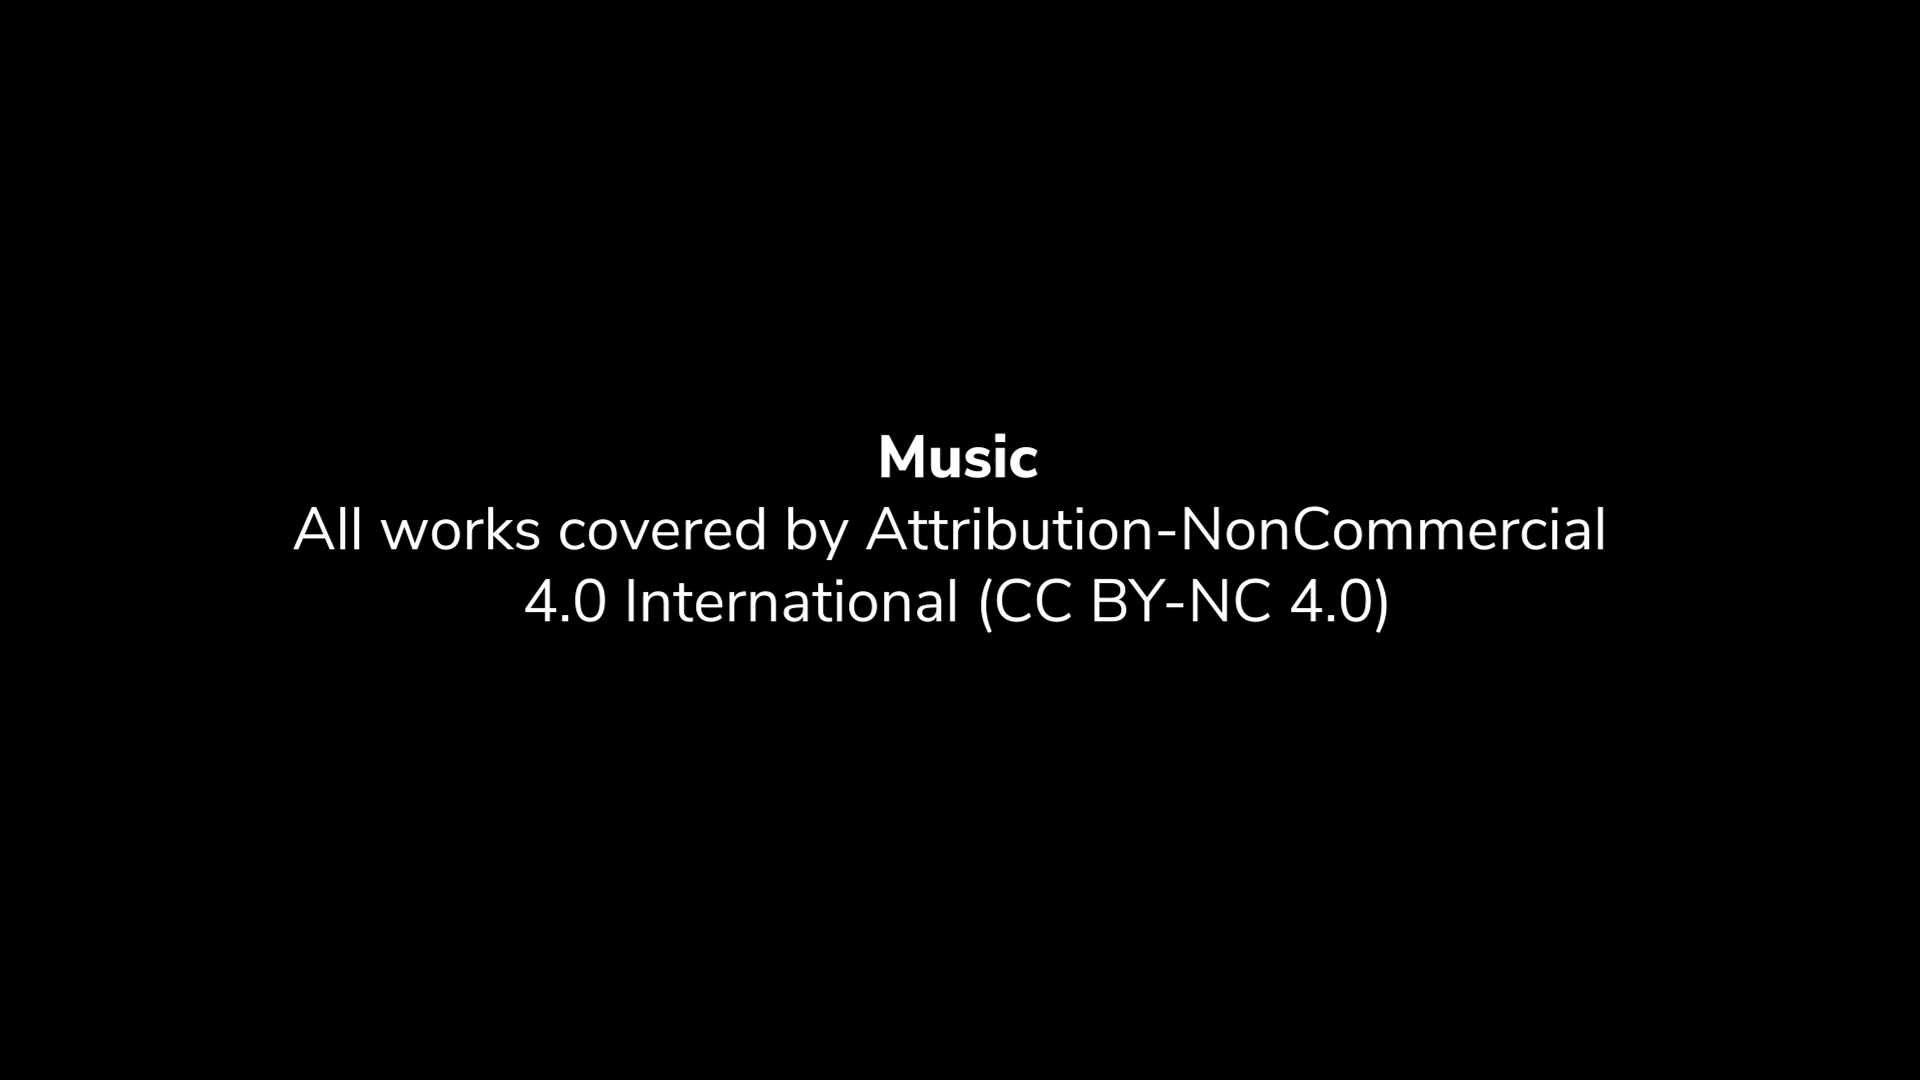 Music
All works covered by Attribution-NonCommercial
4.0 International (CC BY-NC 4.0)